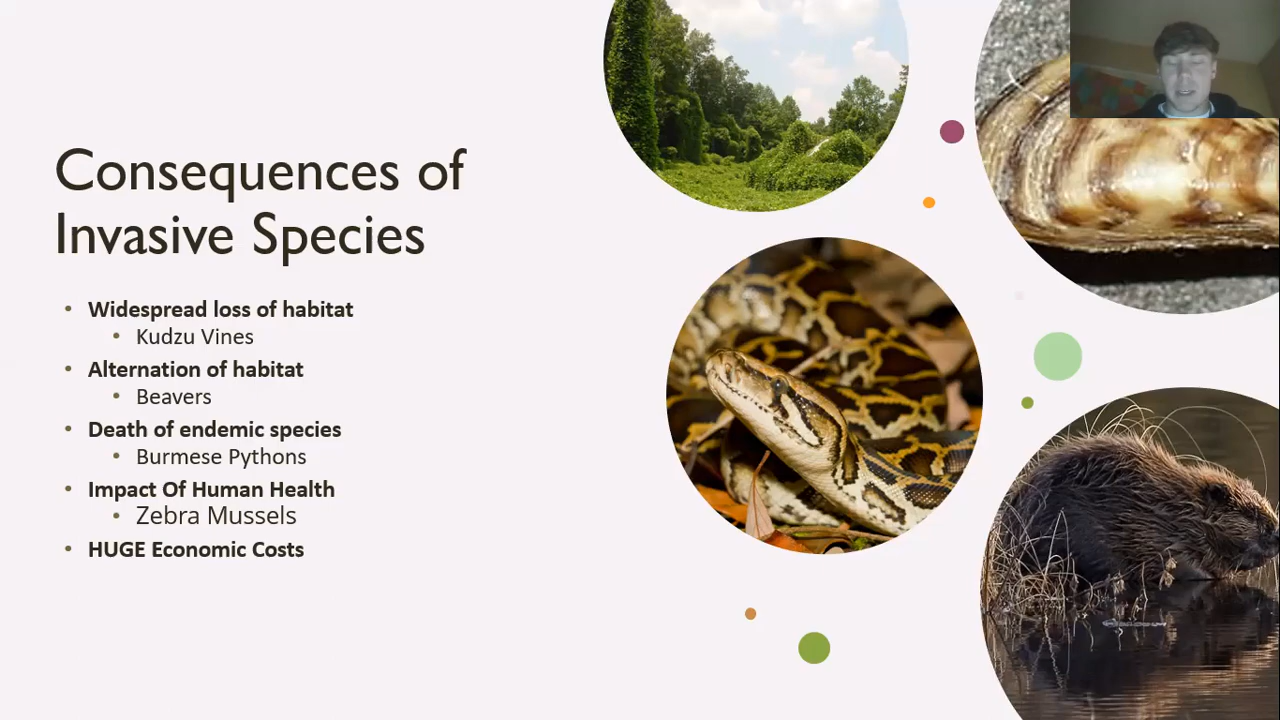 Consequences of
Invasive Species
• Widespread loss of habitat
• Kudzu Vines
• Alternation of habitat
• Beavers
• Death of endemic species
• Burmese Pythons
• Impact Of Human Health
• Zebra Mussels
• HUGE Economic Costs